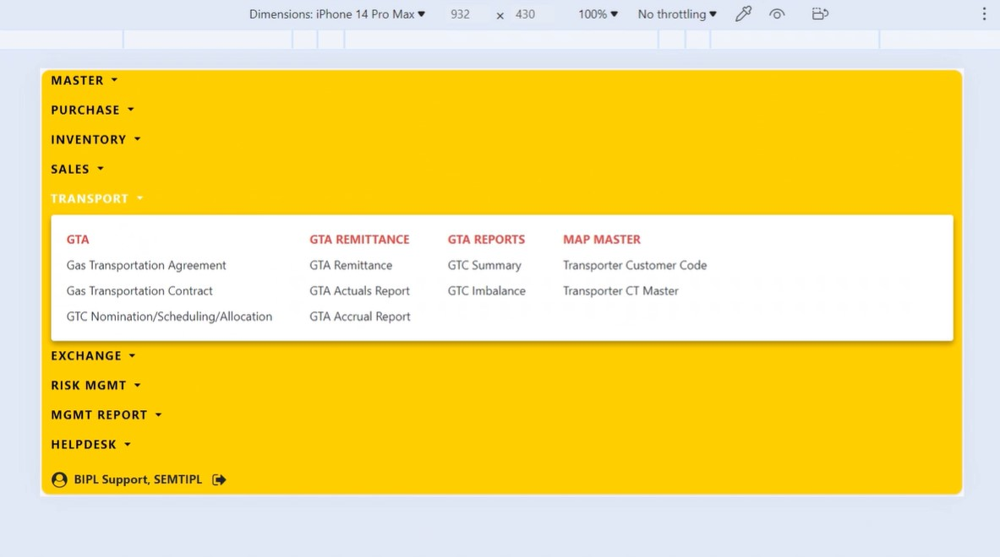 Dimensions: iPhone 14 Pro Max 932 x 430 100% No throttling
MASTER
PURCHASE
INVENTORY
SALES
TRANSPORT
GTA
Gas Transportation Agreement
Gas Transportation Contract
GTC Nomination/Scheduling/Allocation
GTA REMITTANCE
GTA Remittance
GTA Actuals Report
GTA Accrual Report
GTA REPORTS
GTC Summary
GTC Imbalance
MAP MASTER
Transporter Customer Code
Transporter CT Master
EXCHANGE
RISK MGMT
MGMT REPORT
HELPDESK
BIPL Support, SEMTIPL